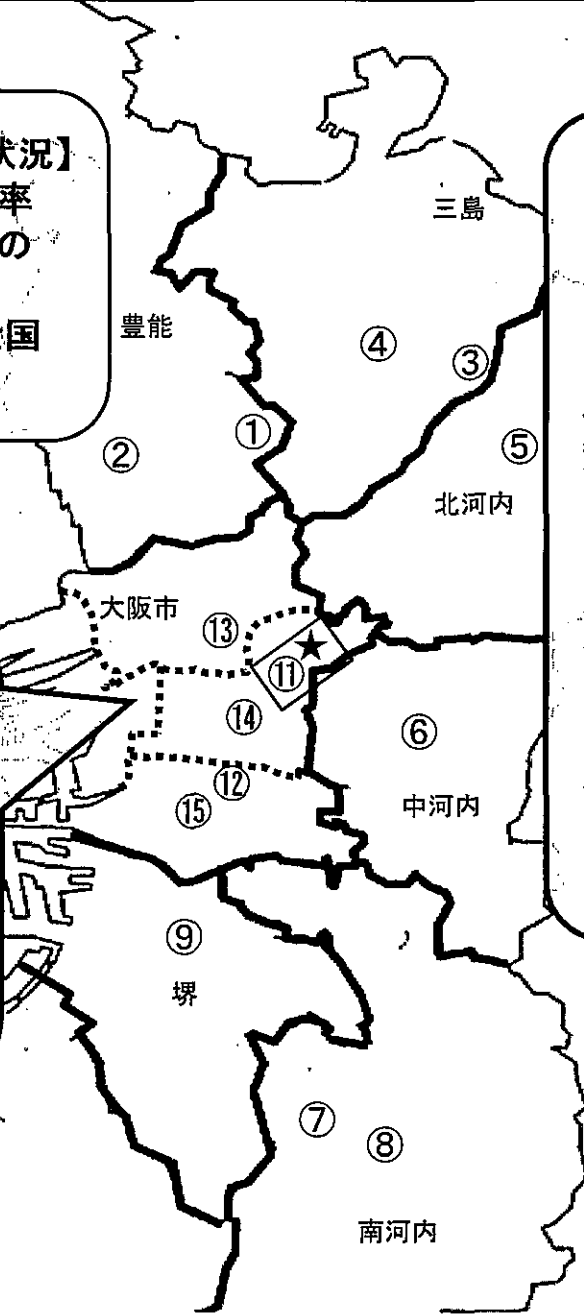 状況】
率
の
国
三島
豊能
④
③
①
②
⑤
北河内
大阪市
⑬
★
⑪
⑭
⑥
⑫
⑮
中河内
⑨
堺
⑦
⑧
南河内